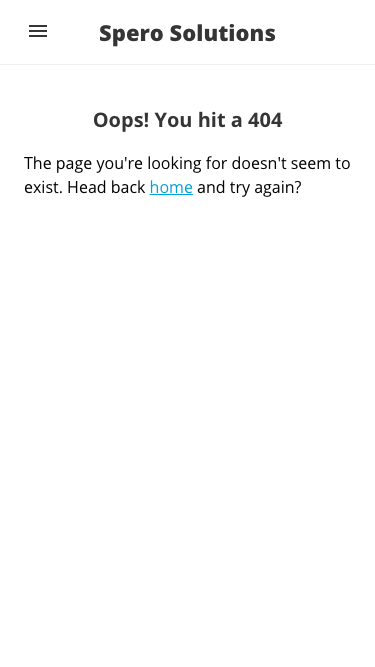 Spero Solutions
Oops! You hit a 404
The page you're looking for doesn't seem to
exist. Head back home and try again?